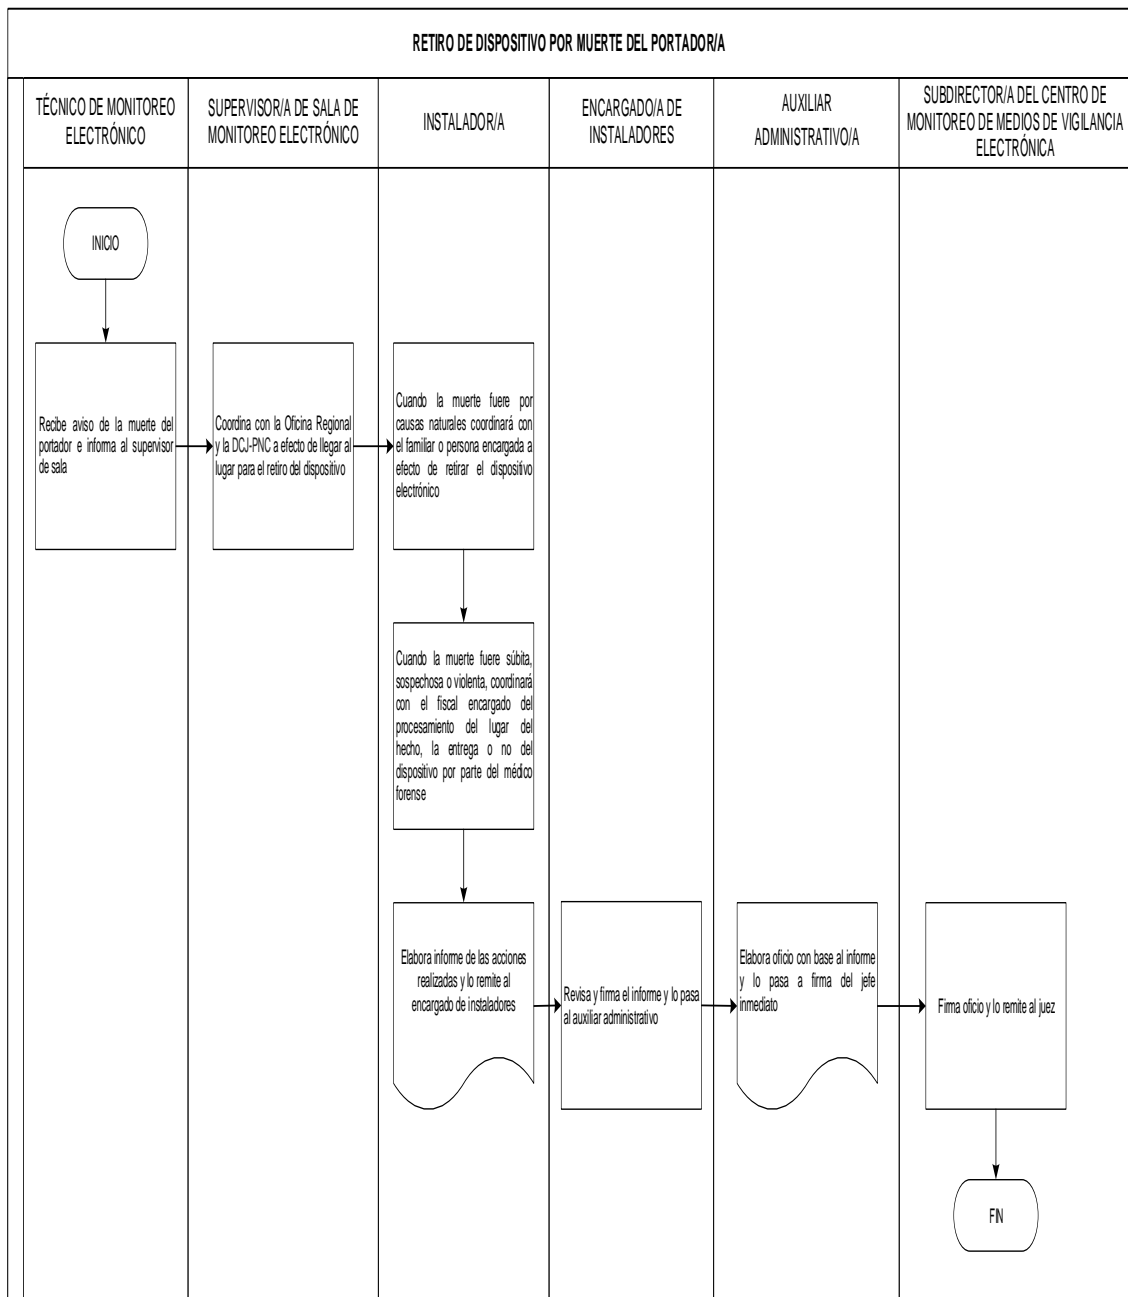 RETIRO DE DISPOSITIVO POR MUERTE DEL PORTADOR/A
TÉCNICO DE MONITOREO
ELECTRÓNICO
SUPERVISOR/A DE SALA DE
MONITOREO ELECTRÓNICO
INSTALADOR/A
ENCARGADO/A DE
INSTALADORES
AUXILIAR
ADMINISTRATIVO/A
SUBDIRECTOR/A DEL CENTRO DE
MONITOREO DE MEDIOS DE VIGILANCIA
ELECTRÓNICA
INICIO
Recibe aviso de la muerte del
portador e informa al supervisor
de sala
Coordina con la Oficina Regional
y la DCJ-PNC a efecto de llegar al
lugar para el retiro del dispositivo
Cuando la muerte fuere por
causas naturales coordinará con
el familiar o persona encargada a
efecto de retirar el dispositivo
electrónico
Cuando la muerte fuere súbita,
sospechosa o violenta, coordinará
con el fiscal encargado del
procesamiento del lugar del
hecho, la entrega o no del
dispositivo por parte del médico
forense
Elabora informe de las acciones
realizadas y lo remite al
encargado de instaladores
Revisa y firma el informe y lo pasa
al auxiliar administrativo
Elabora oficio con base al informe
y lo pasa a firma del jefe
inmediato
Firma oficio y lo remite al juez
FIN